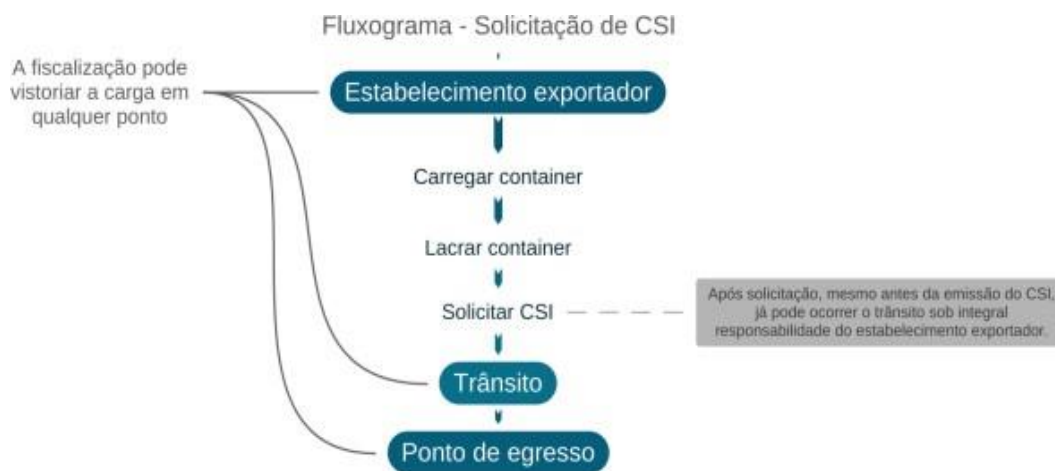 Fluxograma - Solicitação de CSI
A fiscalização pode
vistoriar a carga em
qualquer ponto
Estabelecimento exportador
Carregar container
Lacrar container
Solicitar CSI
Após solicitação, mesmo antes da emissão do CSI,
já pode ocorrer o trânsito sob integral
responsabilidade do estabelecimento exportador.
Trânsito
Ponto de egresso